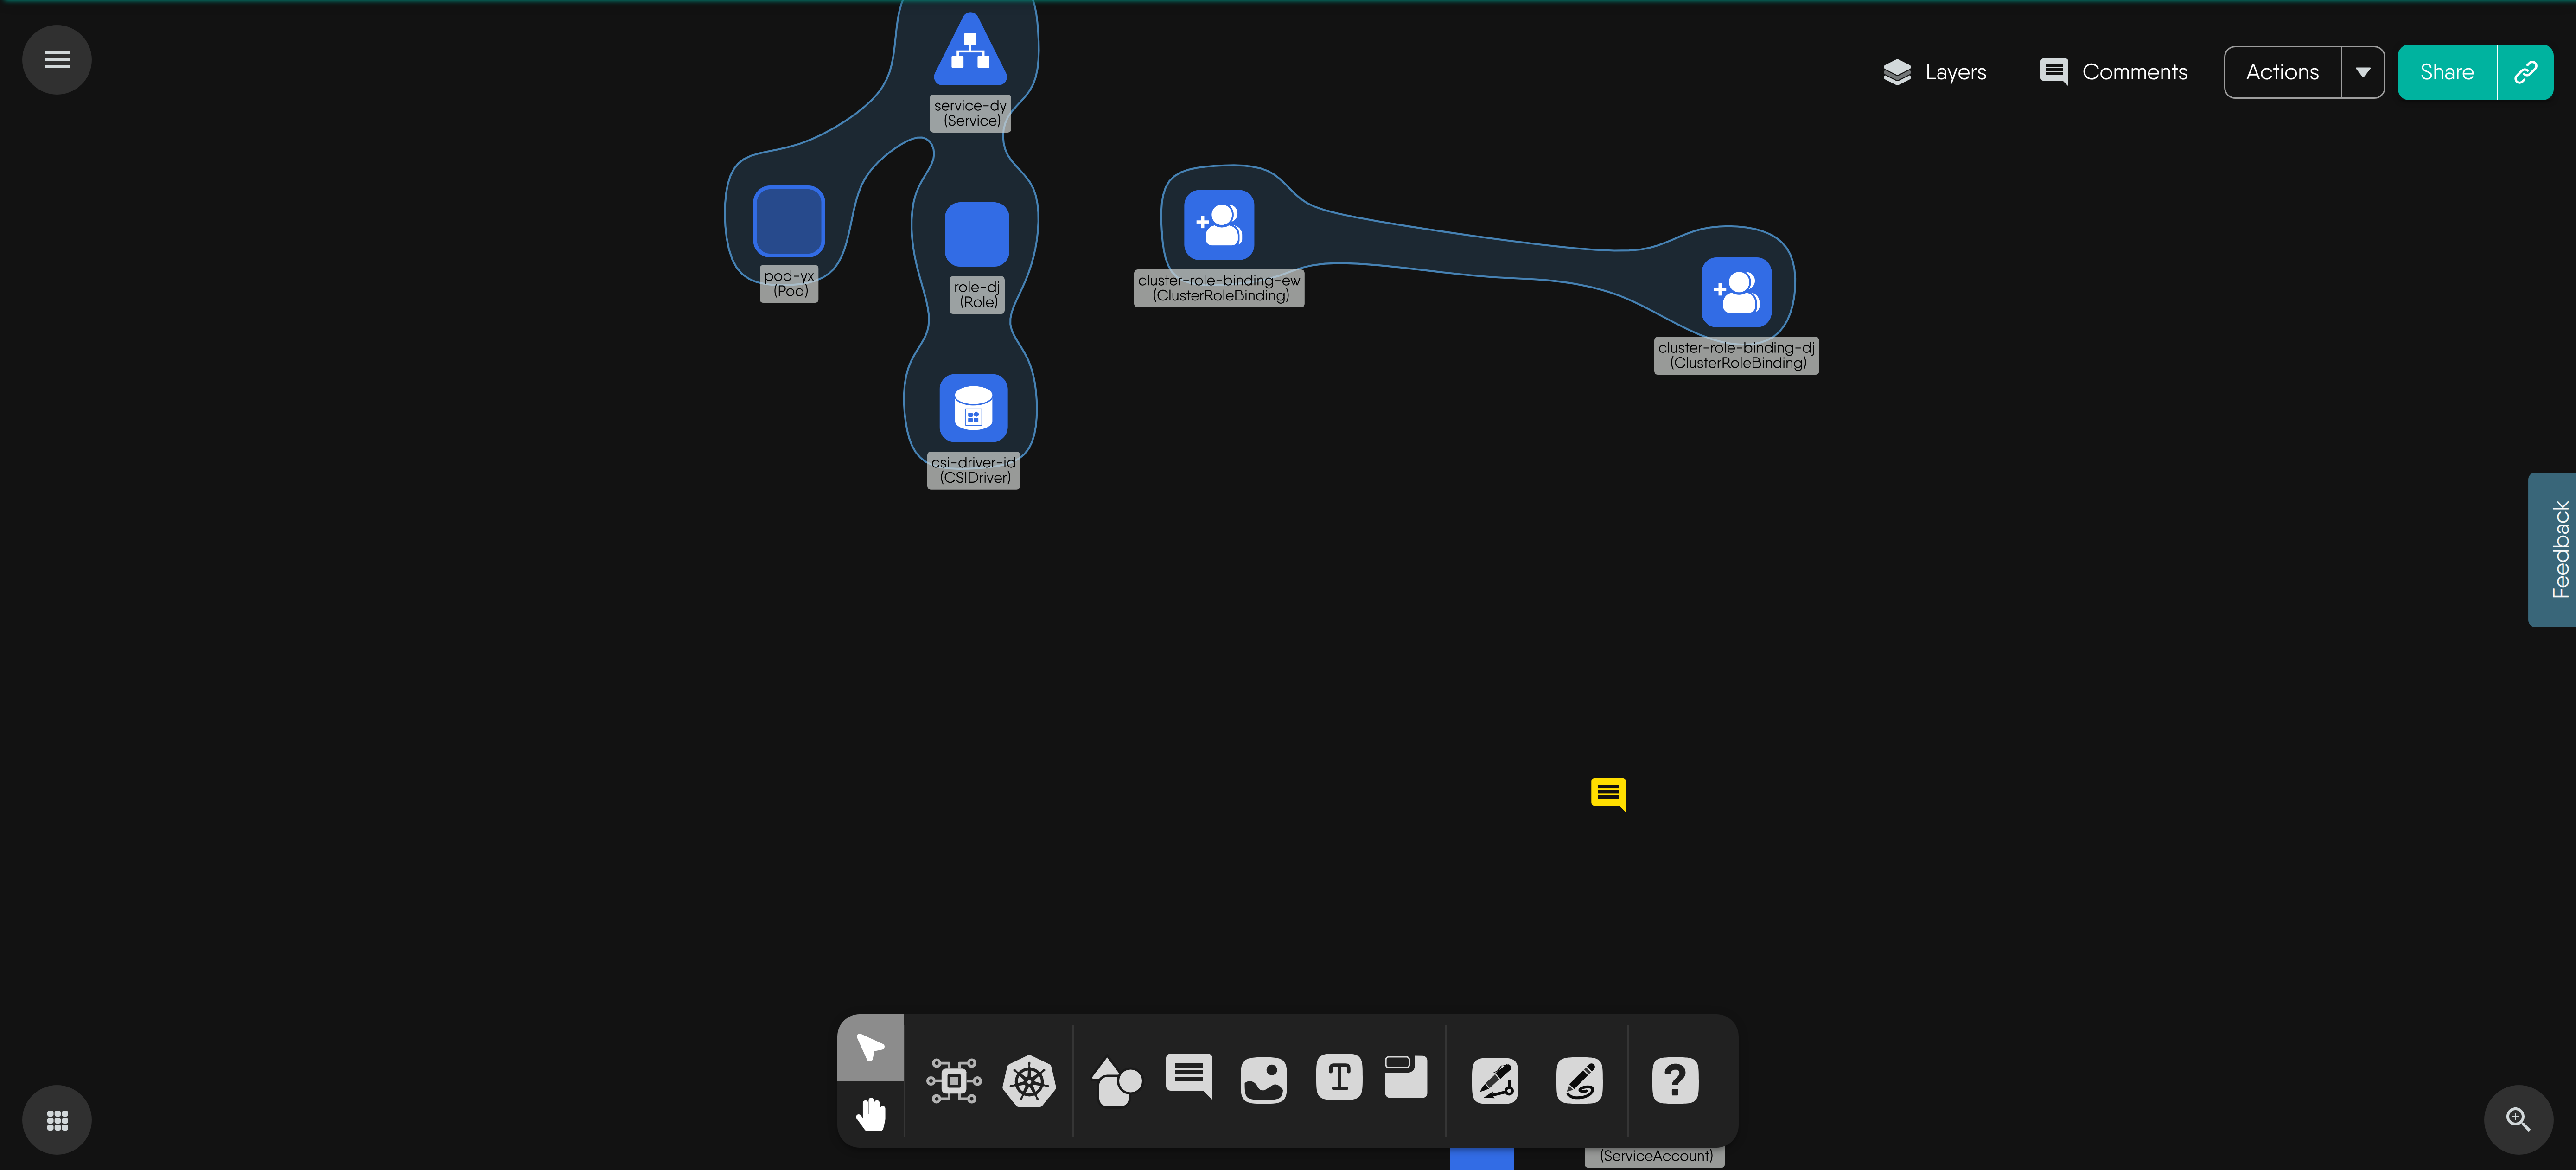 Layers
Comments
Actions
Share
service-dy
(Service)
pod-yx
(Pod)
role-dj
(Role)
cluster-role-binding-ew
(ClusterRoleBinding)
cluster-role-binding-dj
(ClusterRoleBinding)
csi-driver-id
(CSIDriver)
Feedback
T
?
(ServiceAccount)